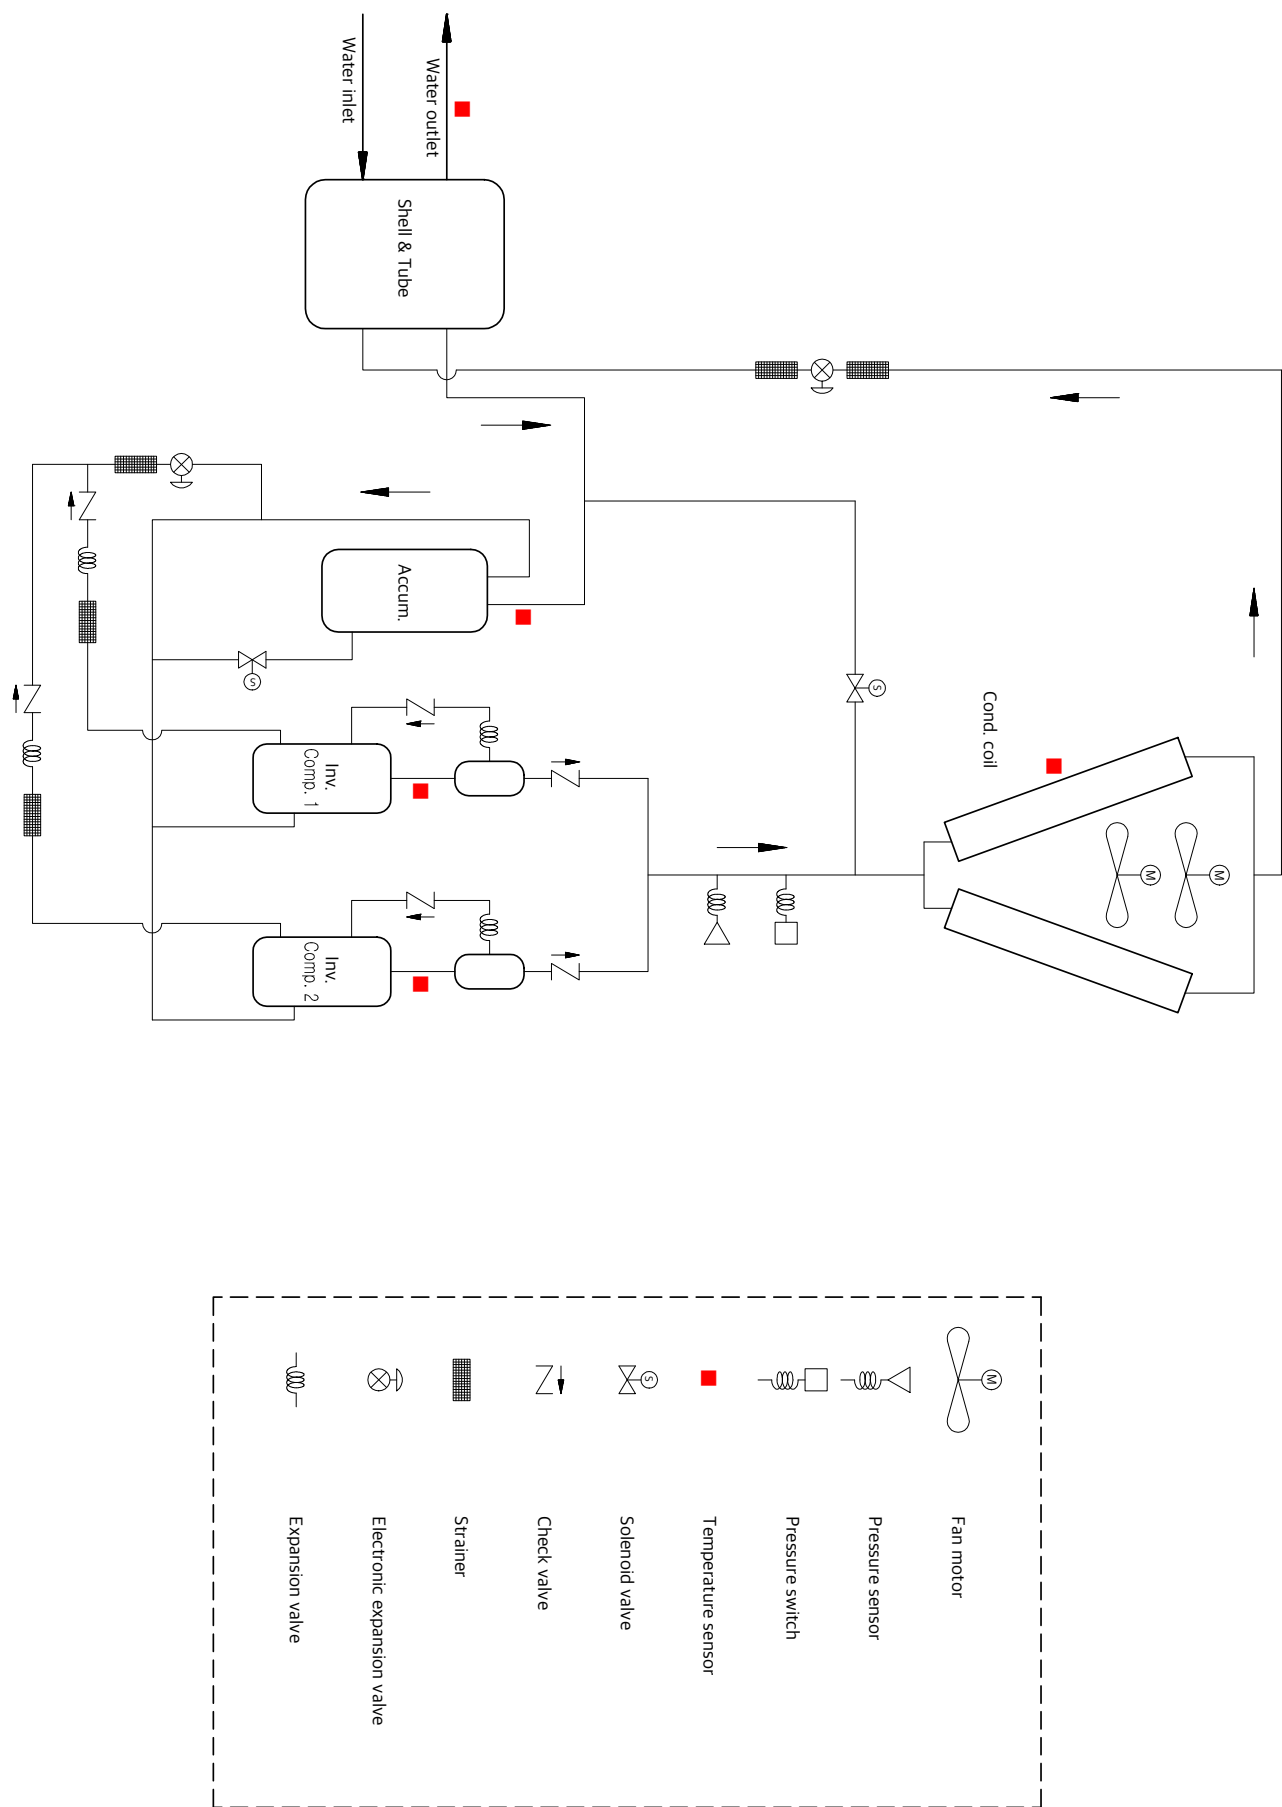 Water inlet
Water outlet
Shell & Tube
Accum.
Inv.
Comp. 1
Inv.
Comp. 2
Cond. coil
S
S
M
M
M
Fan motor
Pressure sensor
Pressure switch
Temperature sensor
S
Solenoid valve
Check valve
Strainer
Electronic expansion valve
Expansion valve